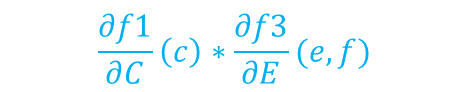 ∂f1/∂C (c) ∗ ∂f3/∂E (e, f)